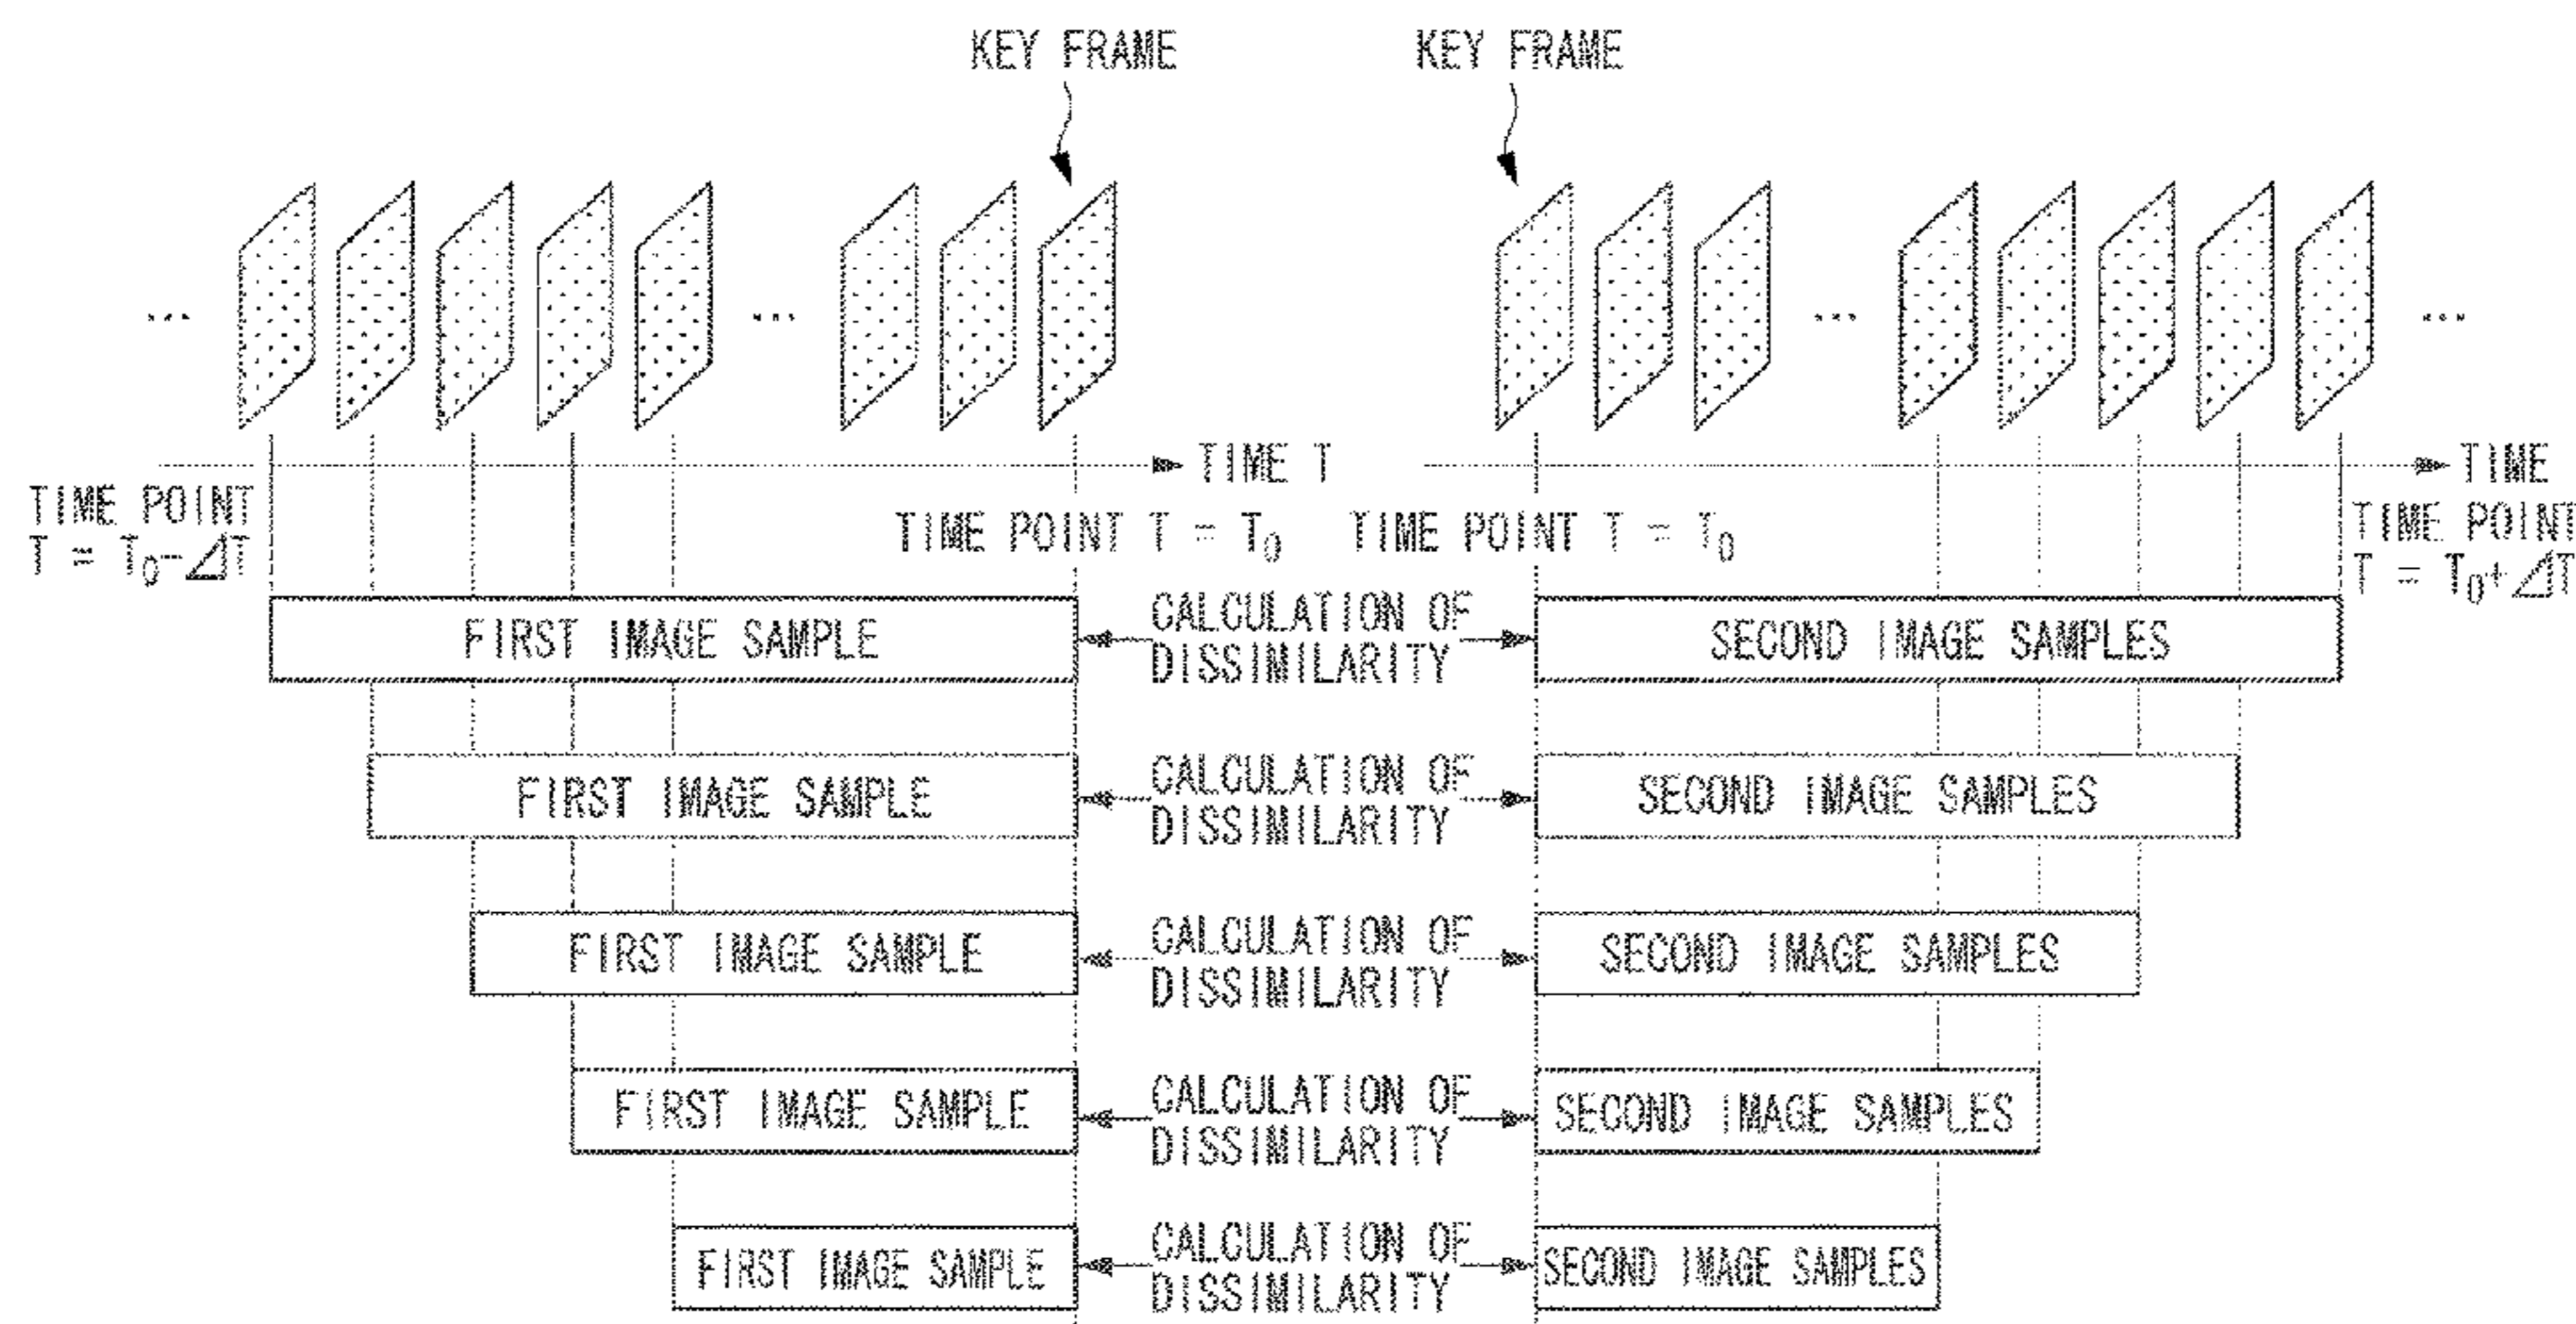 KEY FRAME
KEY FRAME
...
...
...
...
TIME T
TIME
TIME POINT
T = T0-ΔT
TIME POINT T = T0
TIME POINT T = T0
TIME POINT
T = T0+ΔT
FIRST IMAGE SAMPLE
CALCULATION OF
DISSIMILARITY
SECOND IMAGE SAMPLES
FIRST IMAGE SAMPLE
CALCULATION OF
DISSIMILARITY
SECOND IMAGE SAMPLES
FIRST IMAGE SAMPLE
CALCULATION OF
DISSIMILARITY
SECOND IMAGE SAMPLES
FIRST IMAGE SAMPLE
CALCULATION OF
DISSIMILARITY
SECOND IMAGE SAMPLES
FIRST IMAGE SAMPLE
CALCULATION OF
DISSIMILARITY
SECOND IMAGE SAMPLES